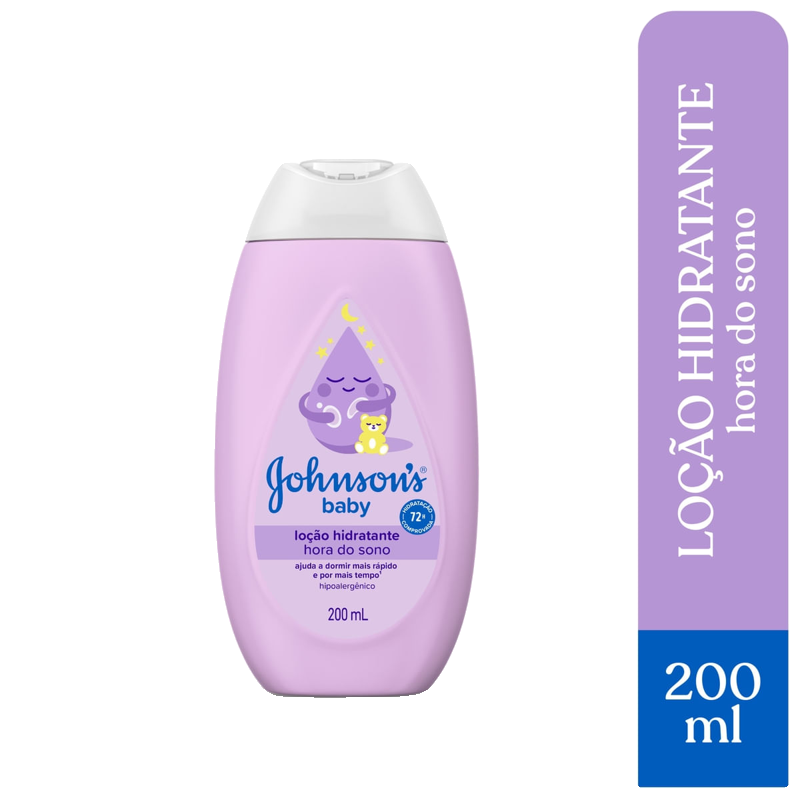 Johnson's®
baby
HIDRATAÇÃO
72H
COMPROVADA
loção hidratante
hora do sono
ajuda a dormir mais rápido
e por mais tempo¹
hipoalergênico
200 mL
LOÇÃO HIDRATANTE
hora do sono
200
ml